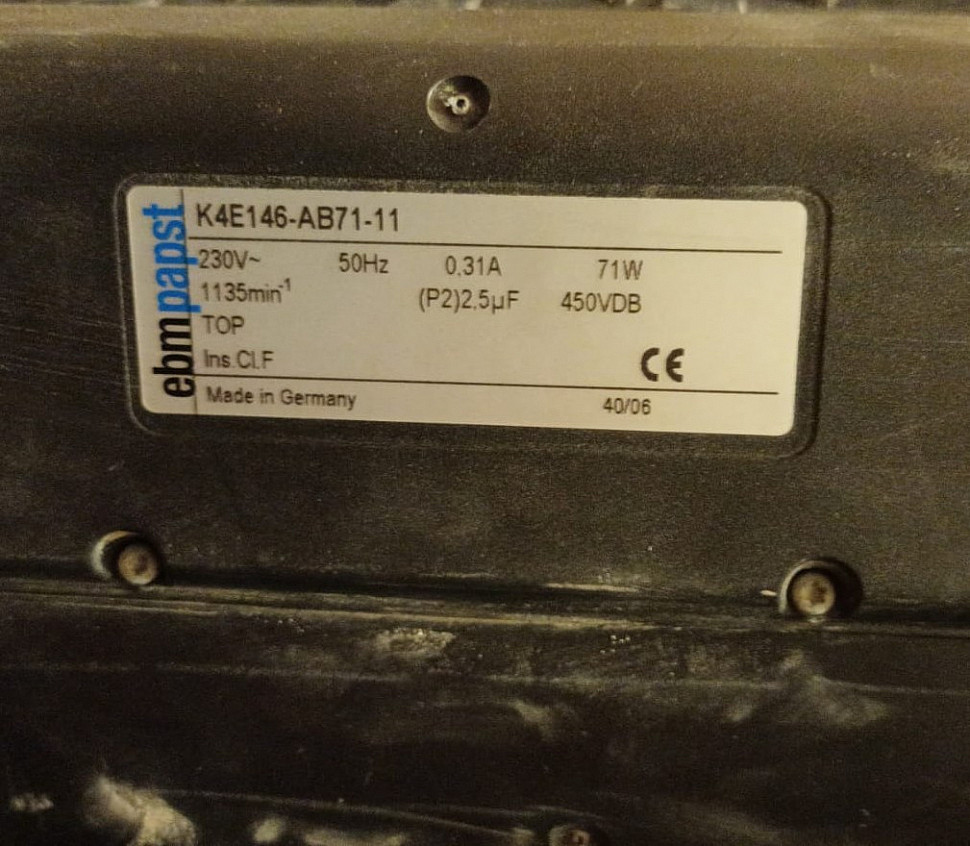 ebmpapst
K4E146-AB71-11
230V~ 50Hz 0,31A 71W
1135min⁻¹ (P2)2,5µF 450VDB
TOP
Ins.Cl.F CE
Made in Germany 40/06